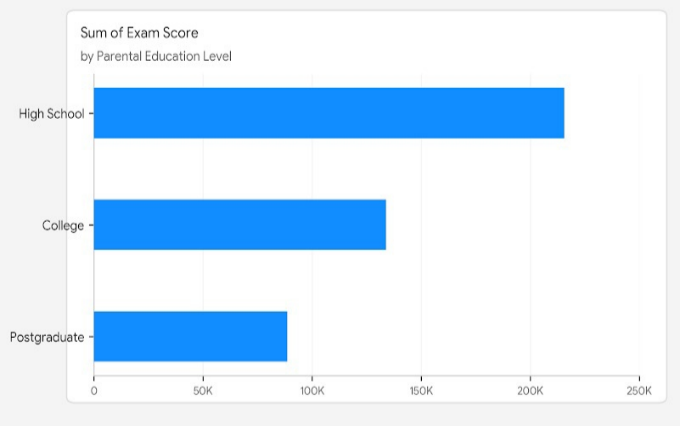 Sum of Exam Score
by Parental Education Level
High School
College
Postgraduate
0 50K 100K 150K 200K 250K